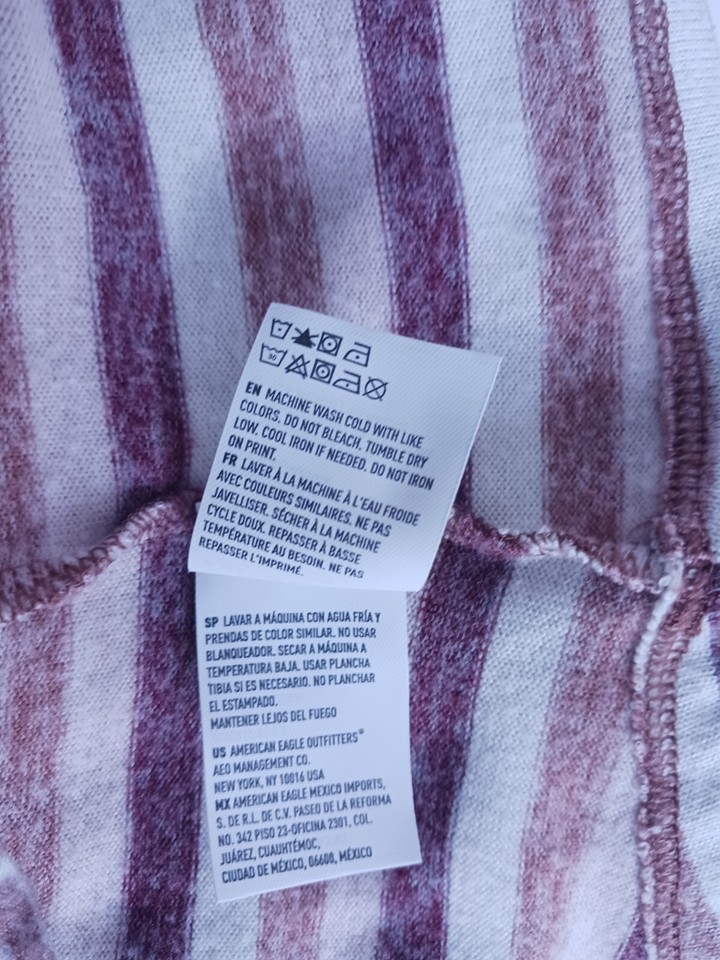 30
EN MACHINE WASH COLD WITH LIKE
COLORS. DO NOT BLEACH. TUMBLE DRY
LOW. COOL IRON IF NEEDED. DO NOT IRON
ON PRINT.
FR LAVER À LA MACHINE À L'EAU FROIDE
AVEC COULEURS SIMILAIRES. NE PAS
JAVELLISER. SÉCHER À LA MACHINE
CYCLE DOUX. REPASSER À BASSE
TEMPÉRATURE AU BESOIN. NE PAS
REPASSER L'IMPRIMÉ.
SP LAVAR A MÁQUINA CON AGUA FRÍA Y
PRENDAS DE COLOR SIMILAR. NO USAR
BLANQUEADOR. SECAR A MÁQUINA A
TEMPERATURA BAJA. USAR PLANCHA
TIBIA SI ES NECESARIO. NO PLANCHAR
EL ESTAMPADO.
MANTENER LEJOS DEL FUEGO
US AMERICAN EAGLE OUTFITTERS®
AEO MANAGEMENT CO.
NEW YORK, NY 10016 USA
MX AMERICAN EAGLE MEXICO IMPORTS,
S. DE R.L. DE C.V. PASEO DE LA REFORMA
NO. 342 PISO 23-OFICINA 2301, COL.
JUÁREZ, CUAUHTÉMOC,
CIUDAD DE MÉXICO, 06600, MÉXICO